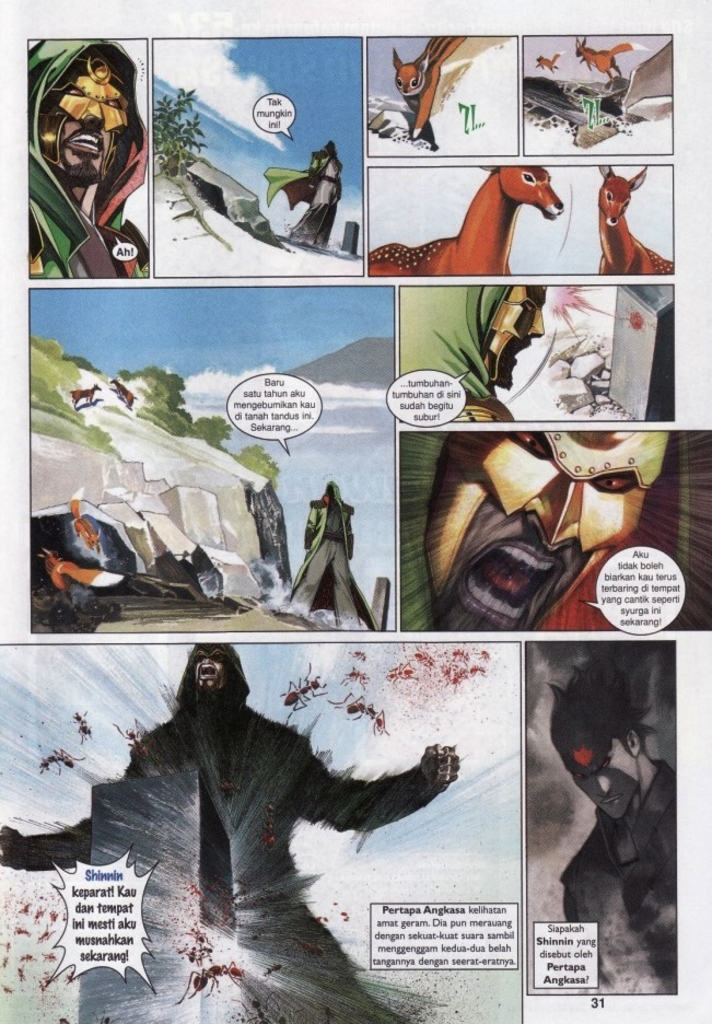 Ah!
Tak
mungkin
ini!
Baru
satu tahun aku
mengebumikan kau
di tanah tandus ini.
Sekarang...
...tumbuhan-
tumbuhan di sini
sudah begitu
subur!
Aku
tidak boleh
biarkan kau terus
terbaring di tempat
yang cantik seperti
syurga ini
sekarang!
Shinnin
keparat! Kau
dan tempat
ini mesti aku
musnahkan
sekarang!
Pertapa Angkasa kelihatan
amat geram. Dia pun meraung
dengan sekuat-kuat suara sambil
menggenggam kedua-dua belah
tangannya dengan seerat-eratnya.
Siapakah
Shinnin yang
disebut oleh
Pertapa
Angkasa?
31